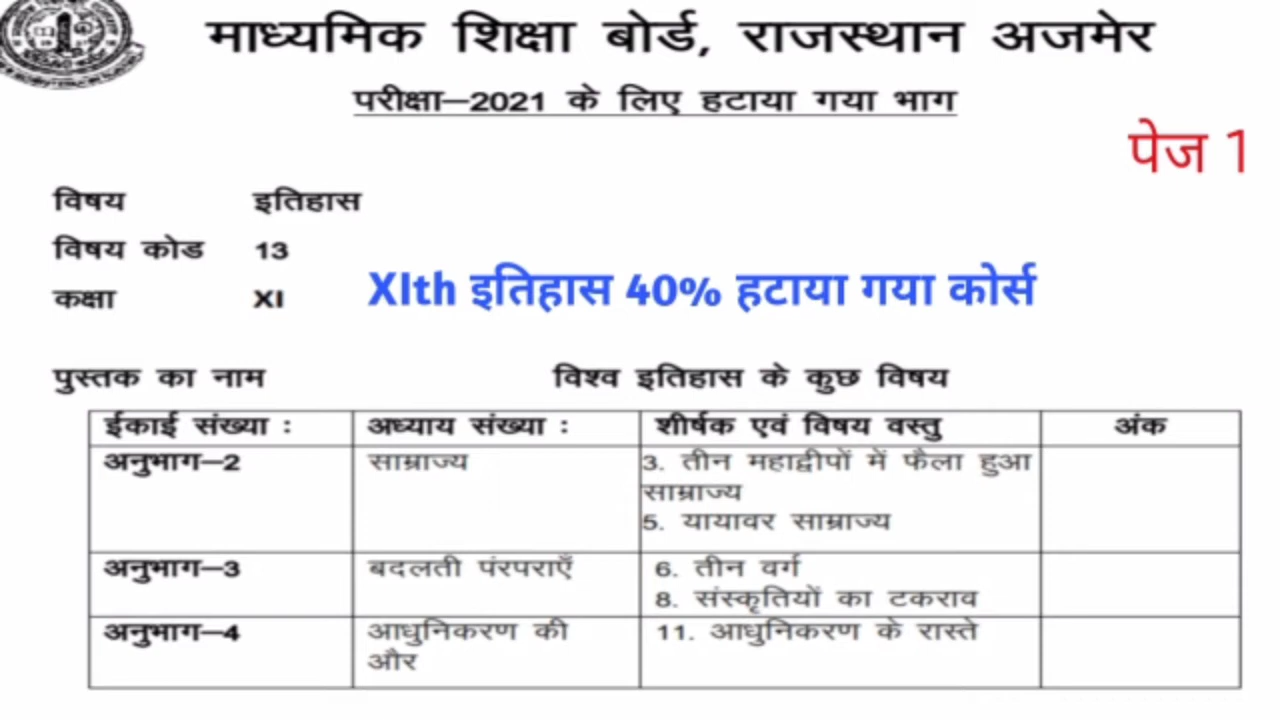 माध्यमिक शिक्षा बोर्ड, राजस्थान अजमेर
परीक्षा–2021 के लिए हटाया गया भाग
पेज 1
विषय इतिहास
विषय कोड 13
कक्षा XI
XIth इतिहास 40% हटाया गया कोर्स
पुस्तक का नाम विश्व इतिहास के कुछ विषय
ईकाई संख्या : अध्याय संख्या : शीर्षक एवं विषय वस्तु अंक
अनुभाग–2 साम्राज्य 3. तीन महाद्वीपों में फैला हुआ
साम्राज्य
5. यायावर साम्राज्य
अनुभाग–3 बदलती पंरपराएँ 6. तीन वर्ग
8. संस्कृतियों का टकराव
अनुभाग–4 आधुनिकरण की 11. आधुनिकरण के रास्ते
और